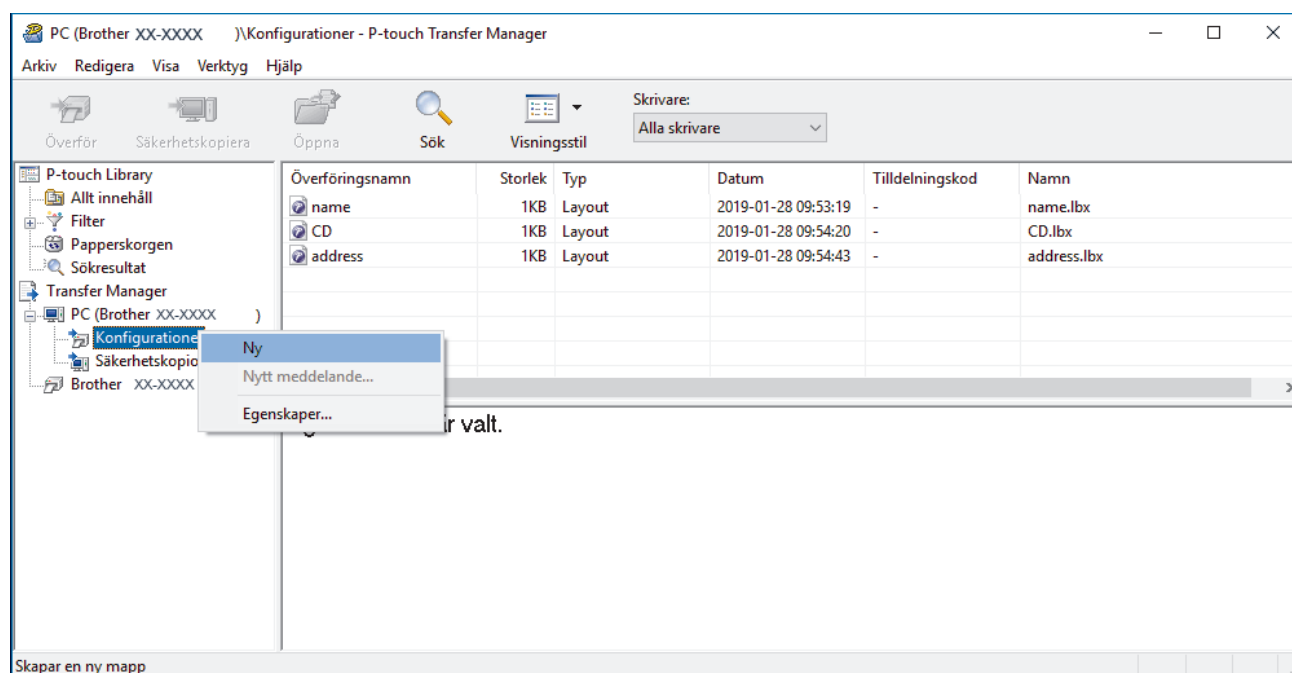 PC (Brother XX-XXXX )\Konfigurationer - P-touch Transfer Manager
Arkiv Redigera Visa Verktyg Hjälp
Överför Säkerhetskopiera Öppna Sök Visningsstil
Skrivare:
Alla skrivare
P-touch Library
Allt innehåll
Filter
Papperskorgen
Sökresultat
Transfer Manager
PC (Brother XX-XXXX )
Konfiguratione
Säkerhetskopio
Brother XX-XXXX
Ny
Nytt meddelande...
Egenskaper...
Överföringsnamn Storlek Typ Datum Tilldelningskod Namn
name 1KB Layout 2019-01-28 09:53:19 - name.lbx
CD 1KB Layout 2019-01-28 09:54:20 - CD.lbx
address 1KB Layout 2019-01-28 09:54:43 - address.lbx
valt.
Skapar en ny mapp